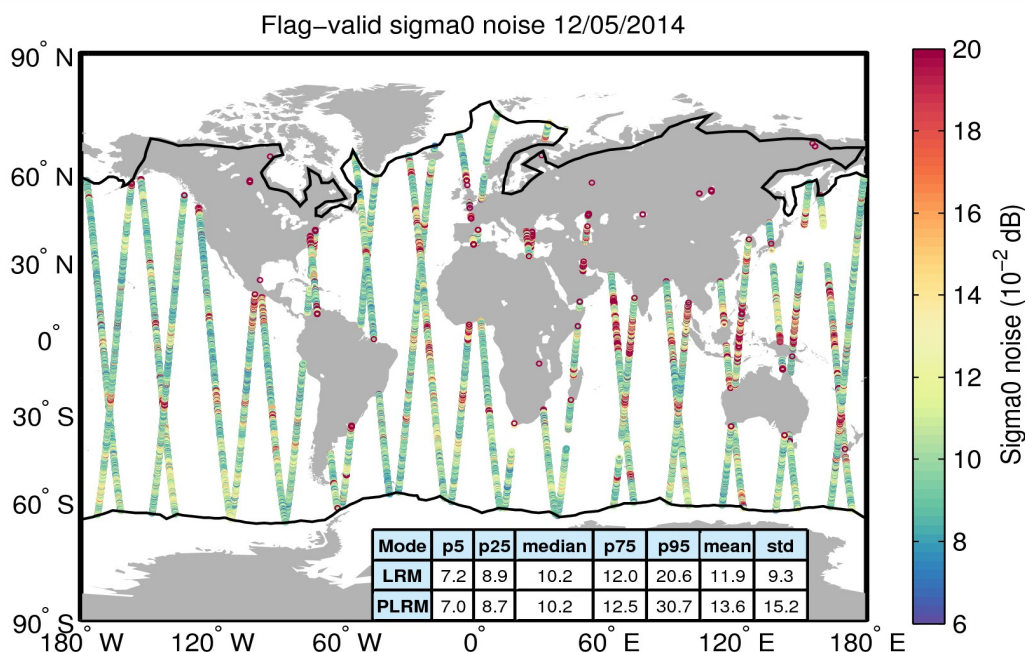 Flag−valid sigma0 noise 12/05/2014
90° N
60° N
30° N
0°
30° S
60° S
90° S
180° W
120° W
60° W
0°
60° E
120° E
180° E
20
18
16
14
12
10
8
6
Sigma0 noise (10⁻² dB)
Mode p5 p25 median p75 p95 mean std
LRM 7.2 8.9 10.2 12.0 20.6 11.9 9.3
PLRM 7.0 8.7 10.2 12.5 30.7 13.6 15.2